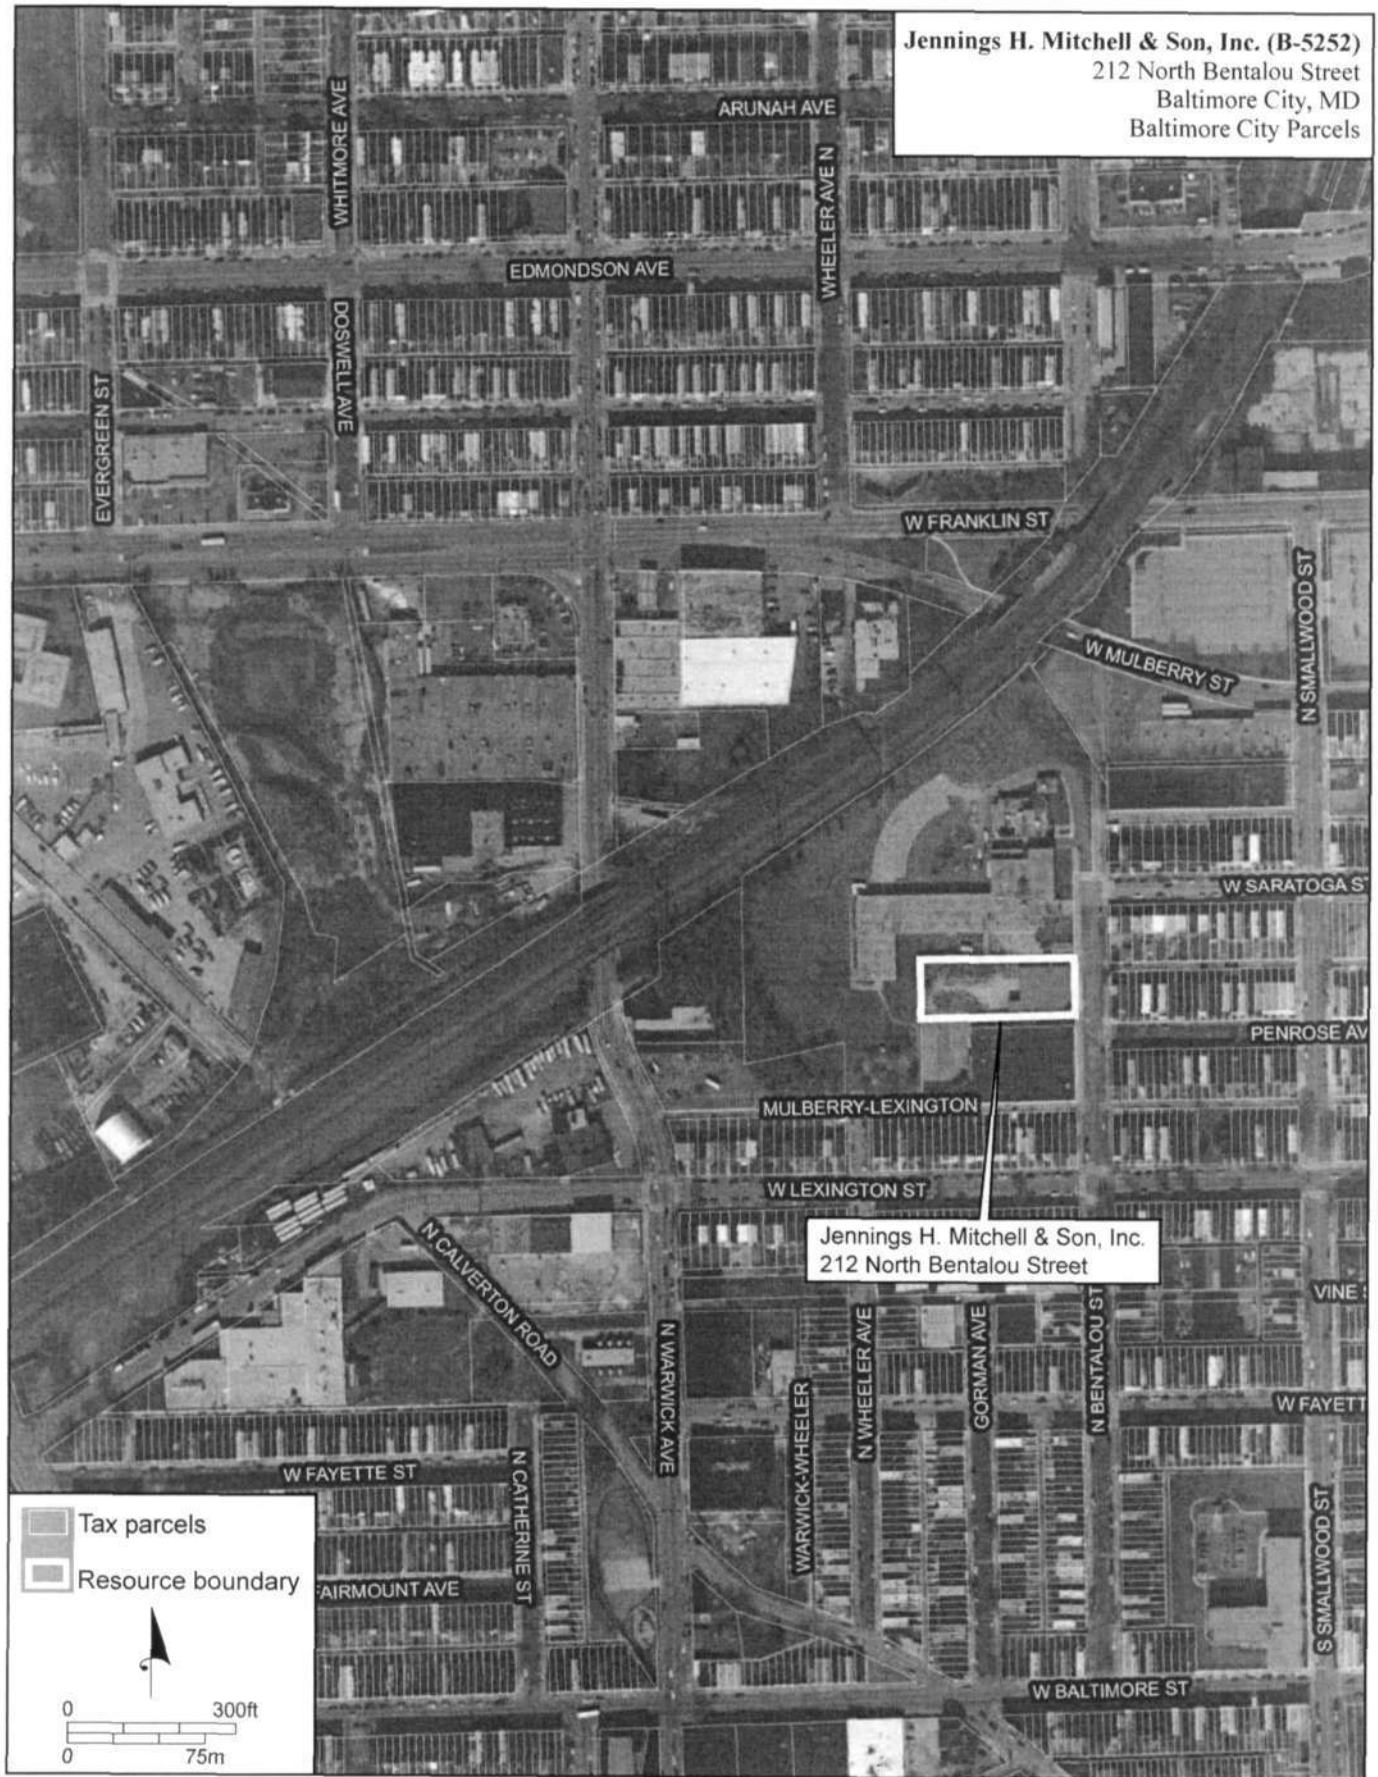 Jennings H. Mitchell & Son, Inc. (B-5252)
212 North Bentalou Street
Baltimore City, MD
Baltimore City Parcels
ARUNAH AVE
WHITMORE AVE
WHEELER AVE N
EDMONDSON AVE
DOSWELL AVE
EVERGREEN ST
W FRANKLIN ST
N SMALLWOOD ST
W MULBERRY ST
W SARATOGA ST
PENROSE AV
MULBERRY-LEXINGTON
W LEXINGTON ST
Jennings H. Mitchell & Son, Inc.
212 North Bentalou Street
N CALVERTON ROAD
VINE S
N WARWICK AVE
N WHEELER AVE
GORMAN AVE
N BENTALOU ST
WARWICK-WHEELER
W FAYETT
W FAYETTE ST
N CATHERINE ST
S SMALLWOOD ST
FAIRMOUNT AVE
W BALTIMORE ST
Tax parcels
Resource boundary
0 300ft
0 75m